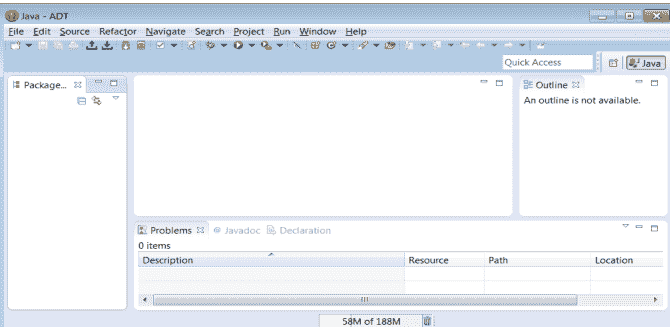 Java - ADT
File Edit Source Refactor Navigate Search Project Run Window Help
Quick Access
Java
Package...
Outline
An outline is not available.
Problems @ Javadoc Declaration
0 items
Description Resource Path Location
58M of 188M